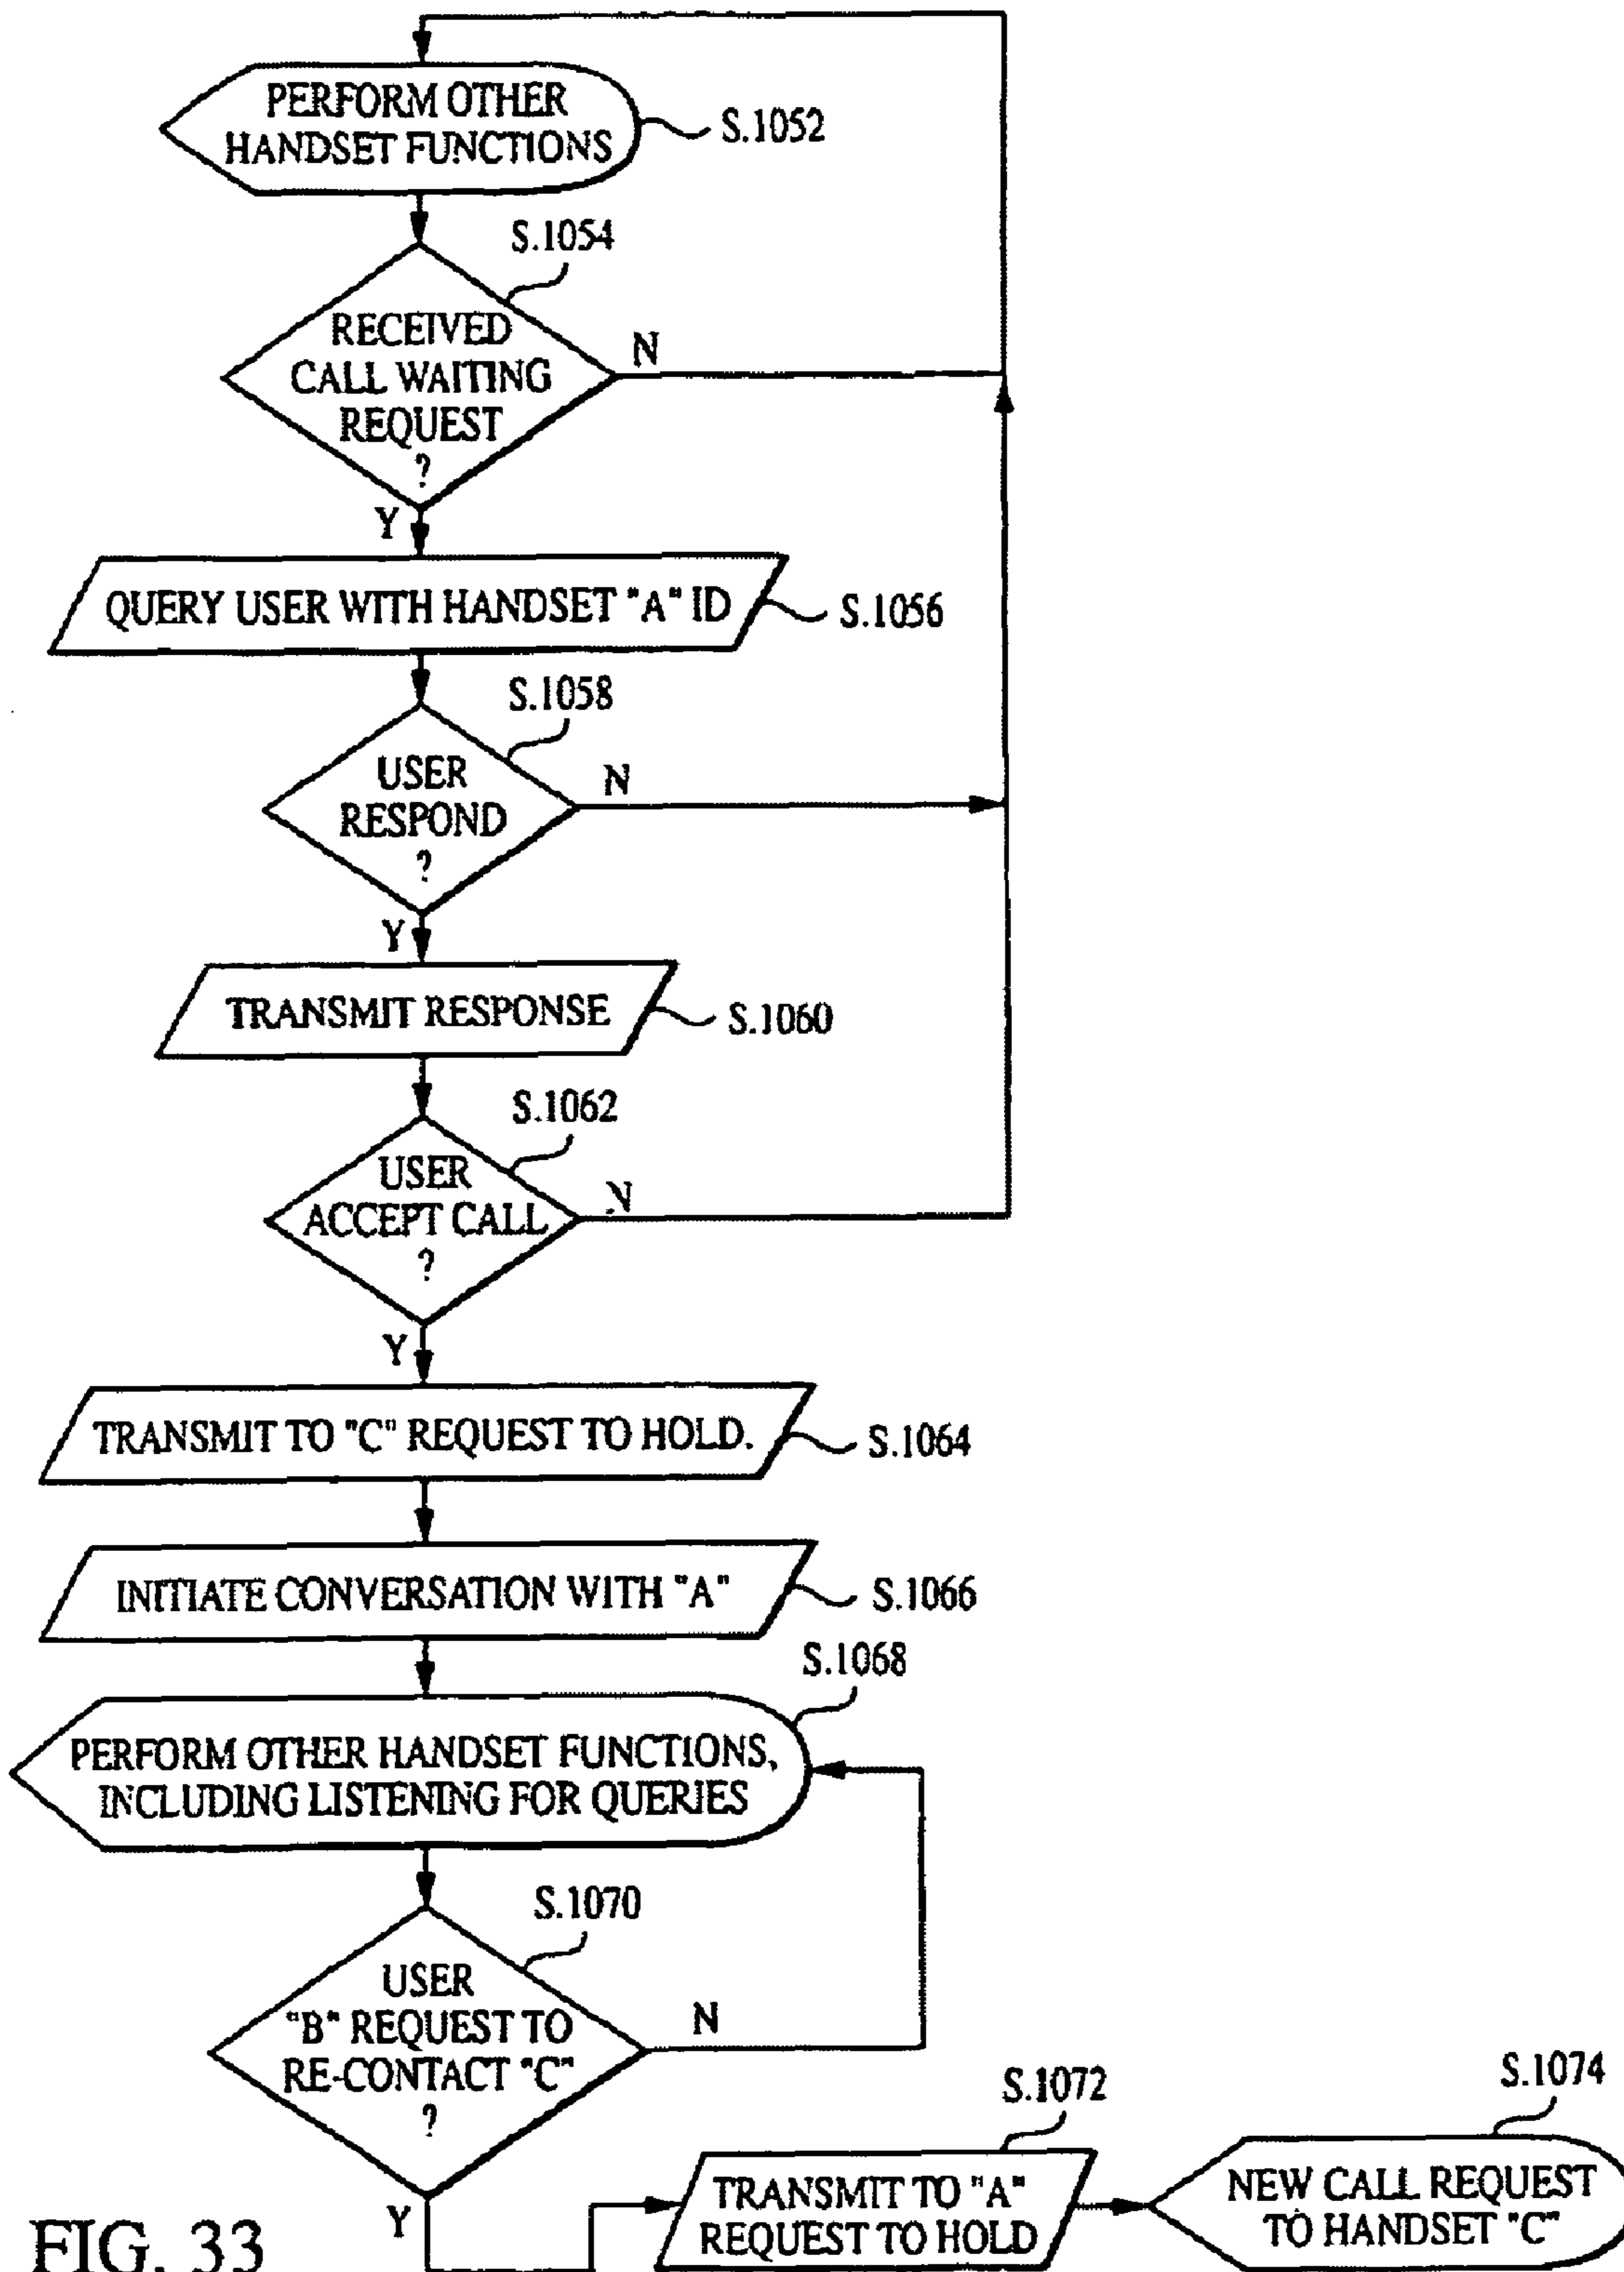 PERFORM OTHER
HANDSET FUNCTIONS
S.1052
S.1054
RECEIVED
CALL WAITING
REQUEST
?
N
Y
QUERY USER WITH HANDSET "A" ID
S.1056
S.1058
USER
RESPOND
?
N
Y
TRANSMIT RESPONSE
S.1060
S.1062
USER
ACCEPT CALL
?
N
Y
TRANSMIT TO "C" REQUEST TO HOLD.
S.1064
INITIATE CONVERSATION WITH "A"
S.1066
S.1068
PERFORM OTHER HANDSET FUNCTIONS,
INCLUDING LISTENING FOR QUERIES
S.1070
USER
"B" REQUEST TO
RE-CONTACT "C"
?
N
Y
S.1072
TRANSMIT TO "A"
REQUEST TO HOLD
S.1074
NEW CALL REQUEST
TO HANDSET "C"
FIG. 33